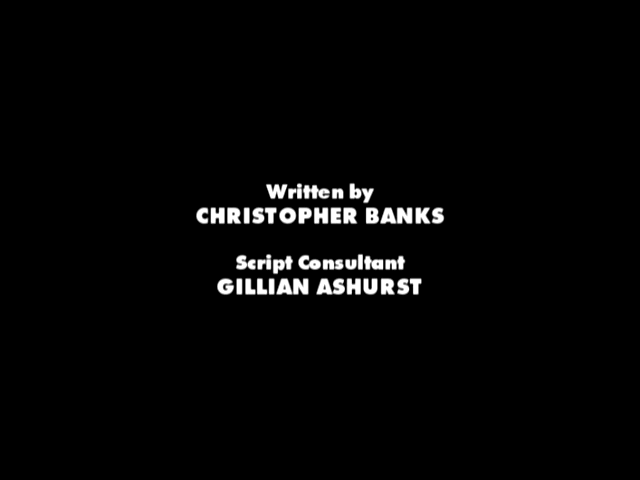 Written by
CHRISTOPHER BANKS
Script Consultant
GILLIAN ASHURST